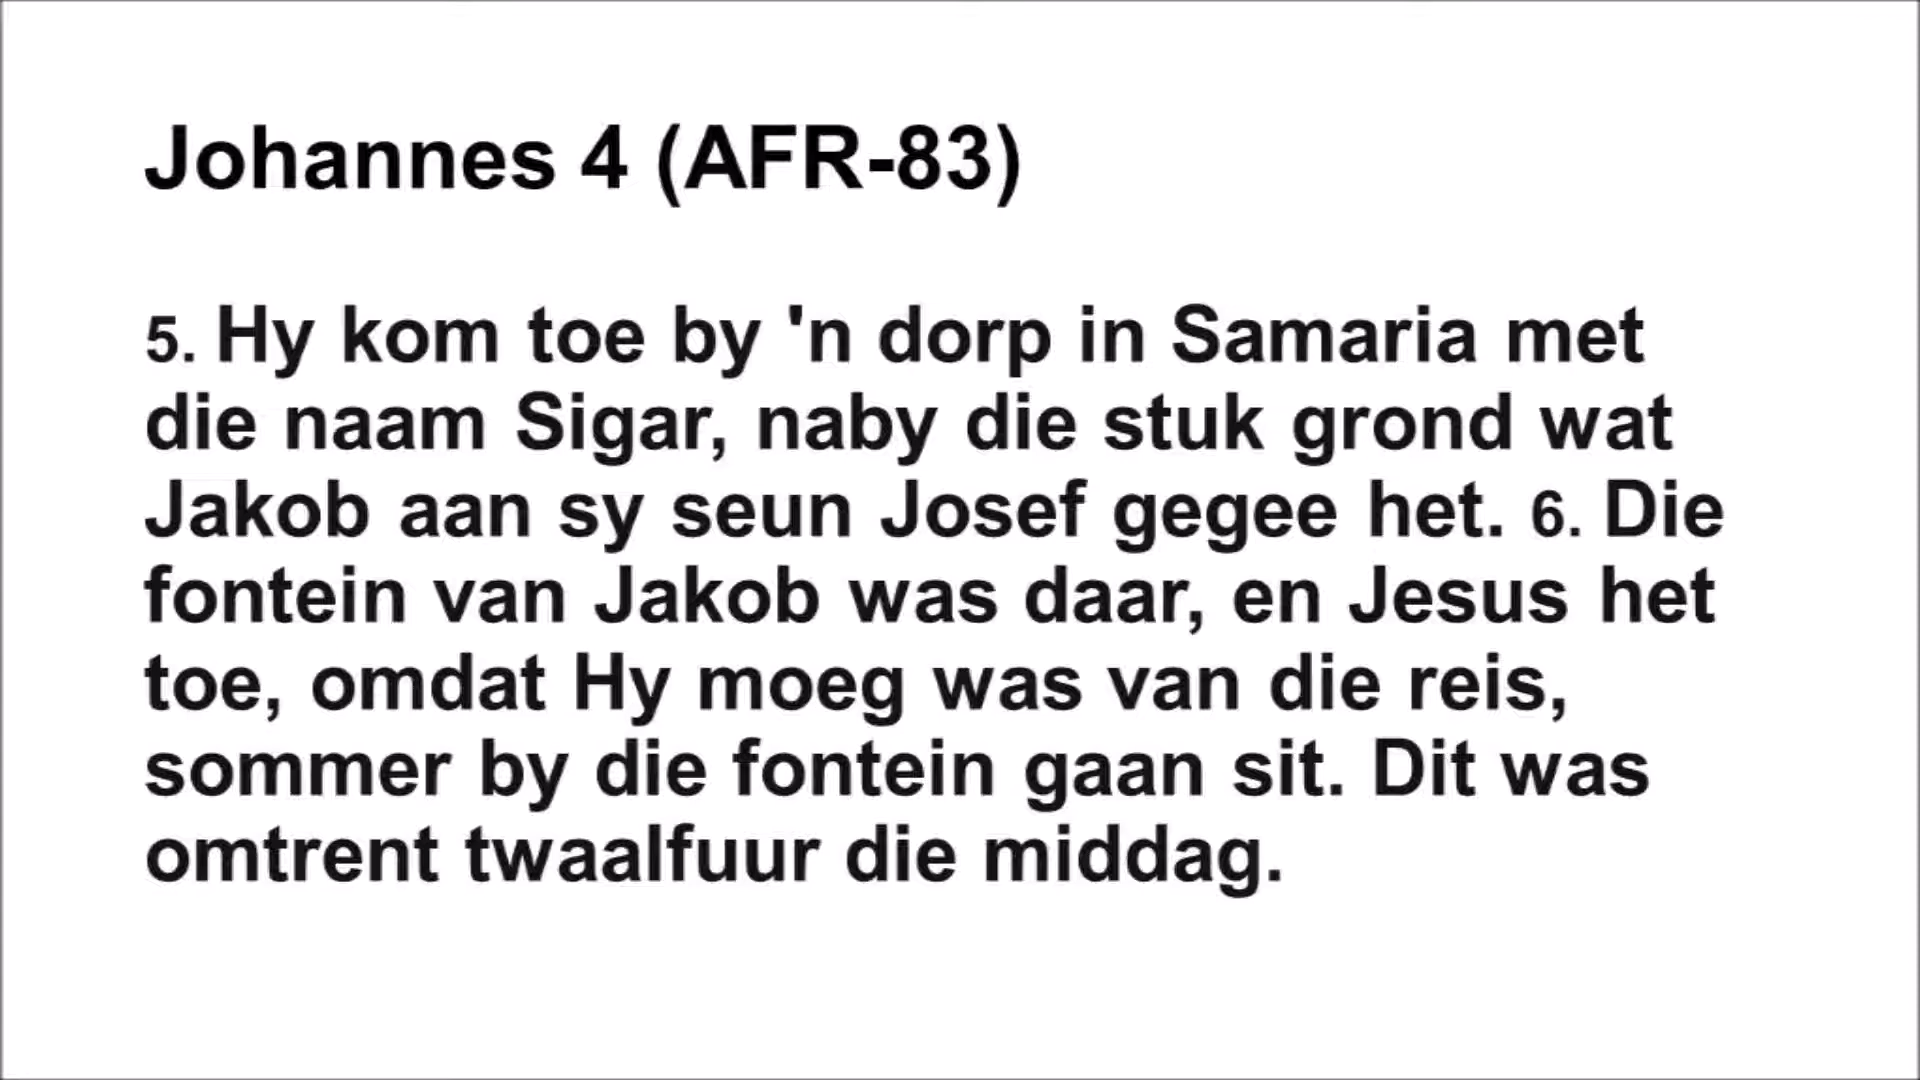 Johannes 4 (AFR-83)
5. Hy kom toe by 'n dorp in Samaria met
die naam Sigar, naby die stuk grond wat
Jakob aan sy seun Josef gegee het. 6. Die
fontein van Jakob was daar, en Jesus het
toe, omdat Hy moeg was van die reis,
sommer by die fontein gaan sit. Dit was
omtrent twaalfuur die middag.